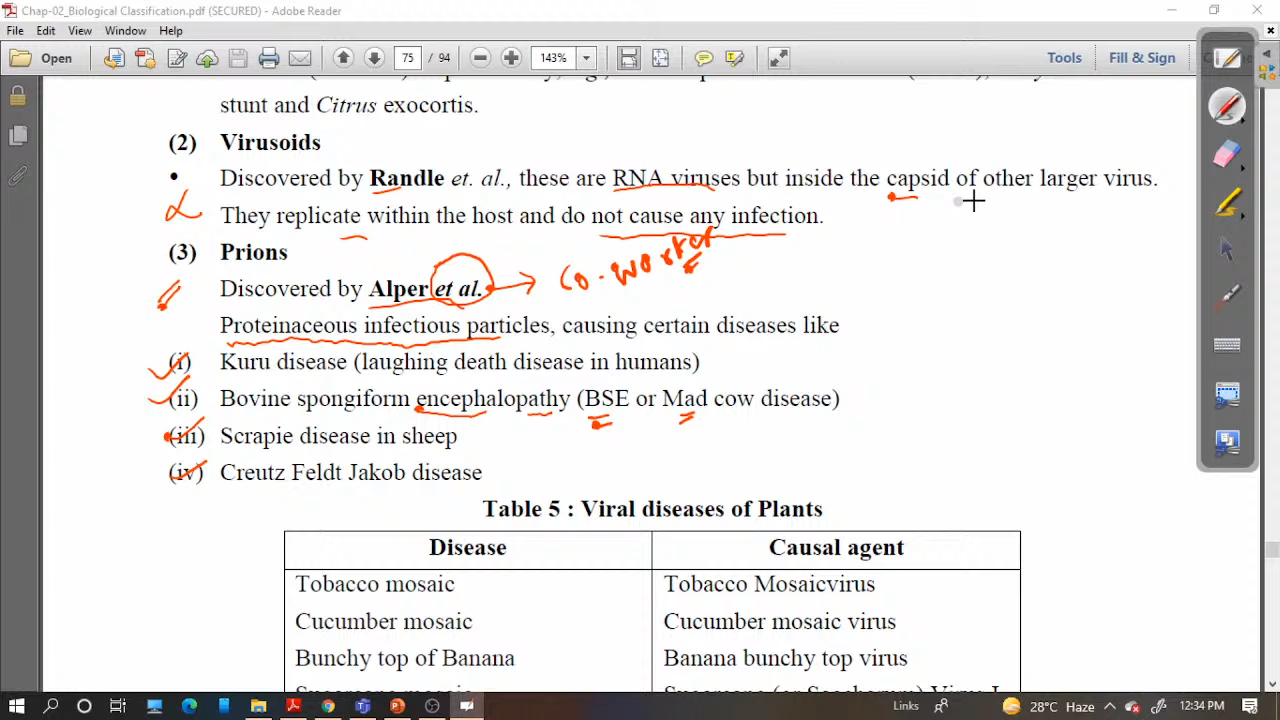 Chap-02_Biological Classification.pdf (SECURED) - Adobe Reader
File Edit View Window Help
Open 75 / 94 143% Tools Fill & Sign
stunt and Citrus exocortis.
(2) Virusoids
• Discovered by Randle et. al., these are RNA viruses but inside the capsid of other larger virus.
They replicate within the host and do not cause any infection.
(3) Prions
Discovered by Alper et al. → Co-worker
Proteinaceous infectious particles, causing certain diseases like
(i) Kuru disease (laughing death disease in humans)
(ii) Bovine spongiform encephalopathy (BSE or Mad cow disease)
(iii) Scrapie disease in sheep
(iv) Creutz Feldt Jakob disease
Table 5 : Viral diseases of Plants
Disease Causal agent
Tobacco mosaic Tobacco Mosaicvirus
Cucumber mosaic Cucumber mosaic virus
Bunchy top of Banana Banana bunchy top virus
Links 28°C Haze 12:34 PM